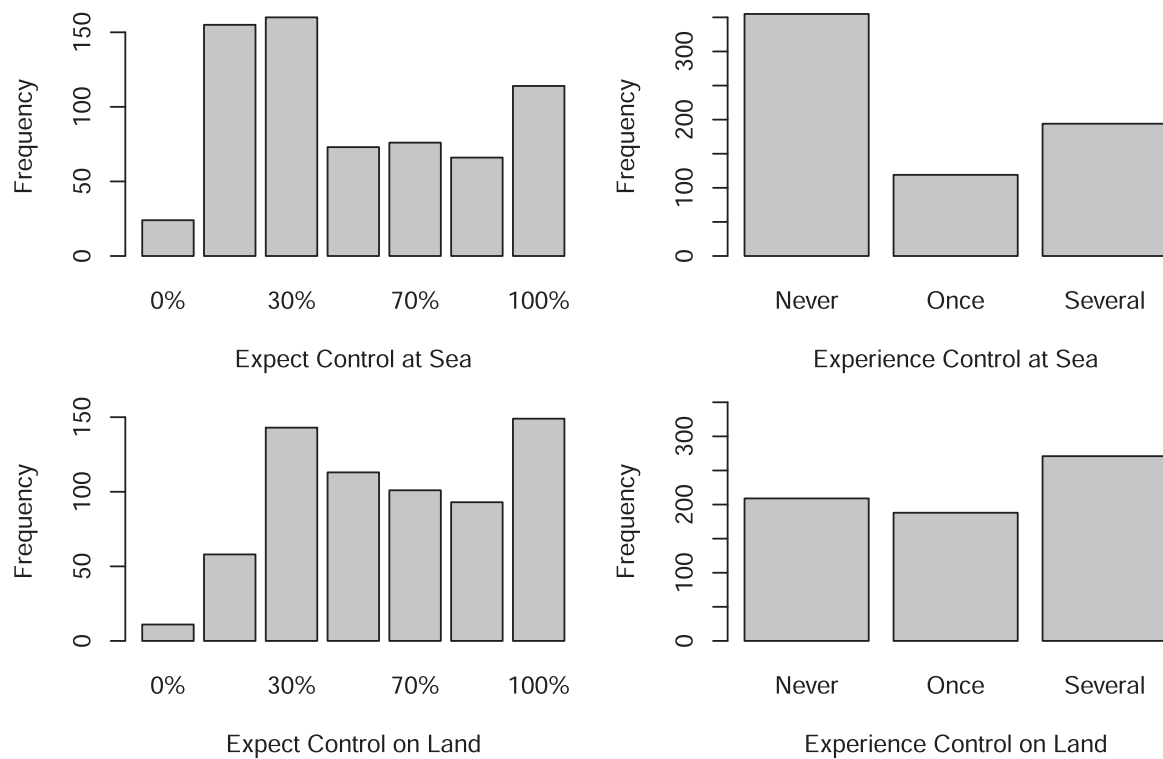 Frequency
0 50 100 150
0% 30% 70% 100%
Expect Control at Sea
Frequency
0 100 200 300
Never Once Several
Experience Control at Sea
Frequency
0 50 100 150
0% 30% 70% 100%
Expect Control on Land
Frequency
0 100 200 300
Never Once Several
Experience Control on Land